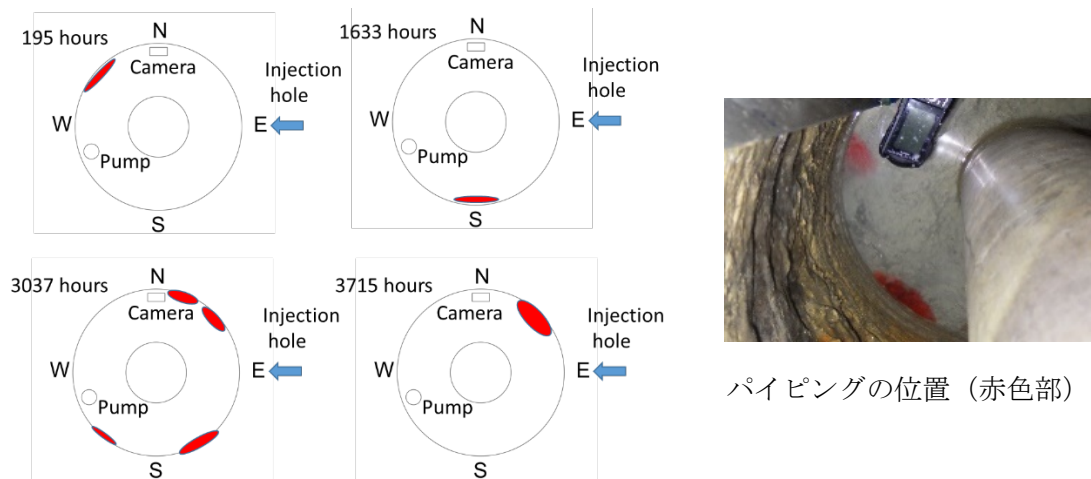 195 hours
N
Camera
Injection
hole
W
E
Pump
S
1633 hours
N
Camera
Injection
hole
W
E
Pump
S
3037 hours
N
Camera
Injection
hole
W
E
Pump
S
3715 hours
N
Camera
Injection
hole
W
E
Pump
S
パイピングの位置（赤色部）